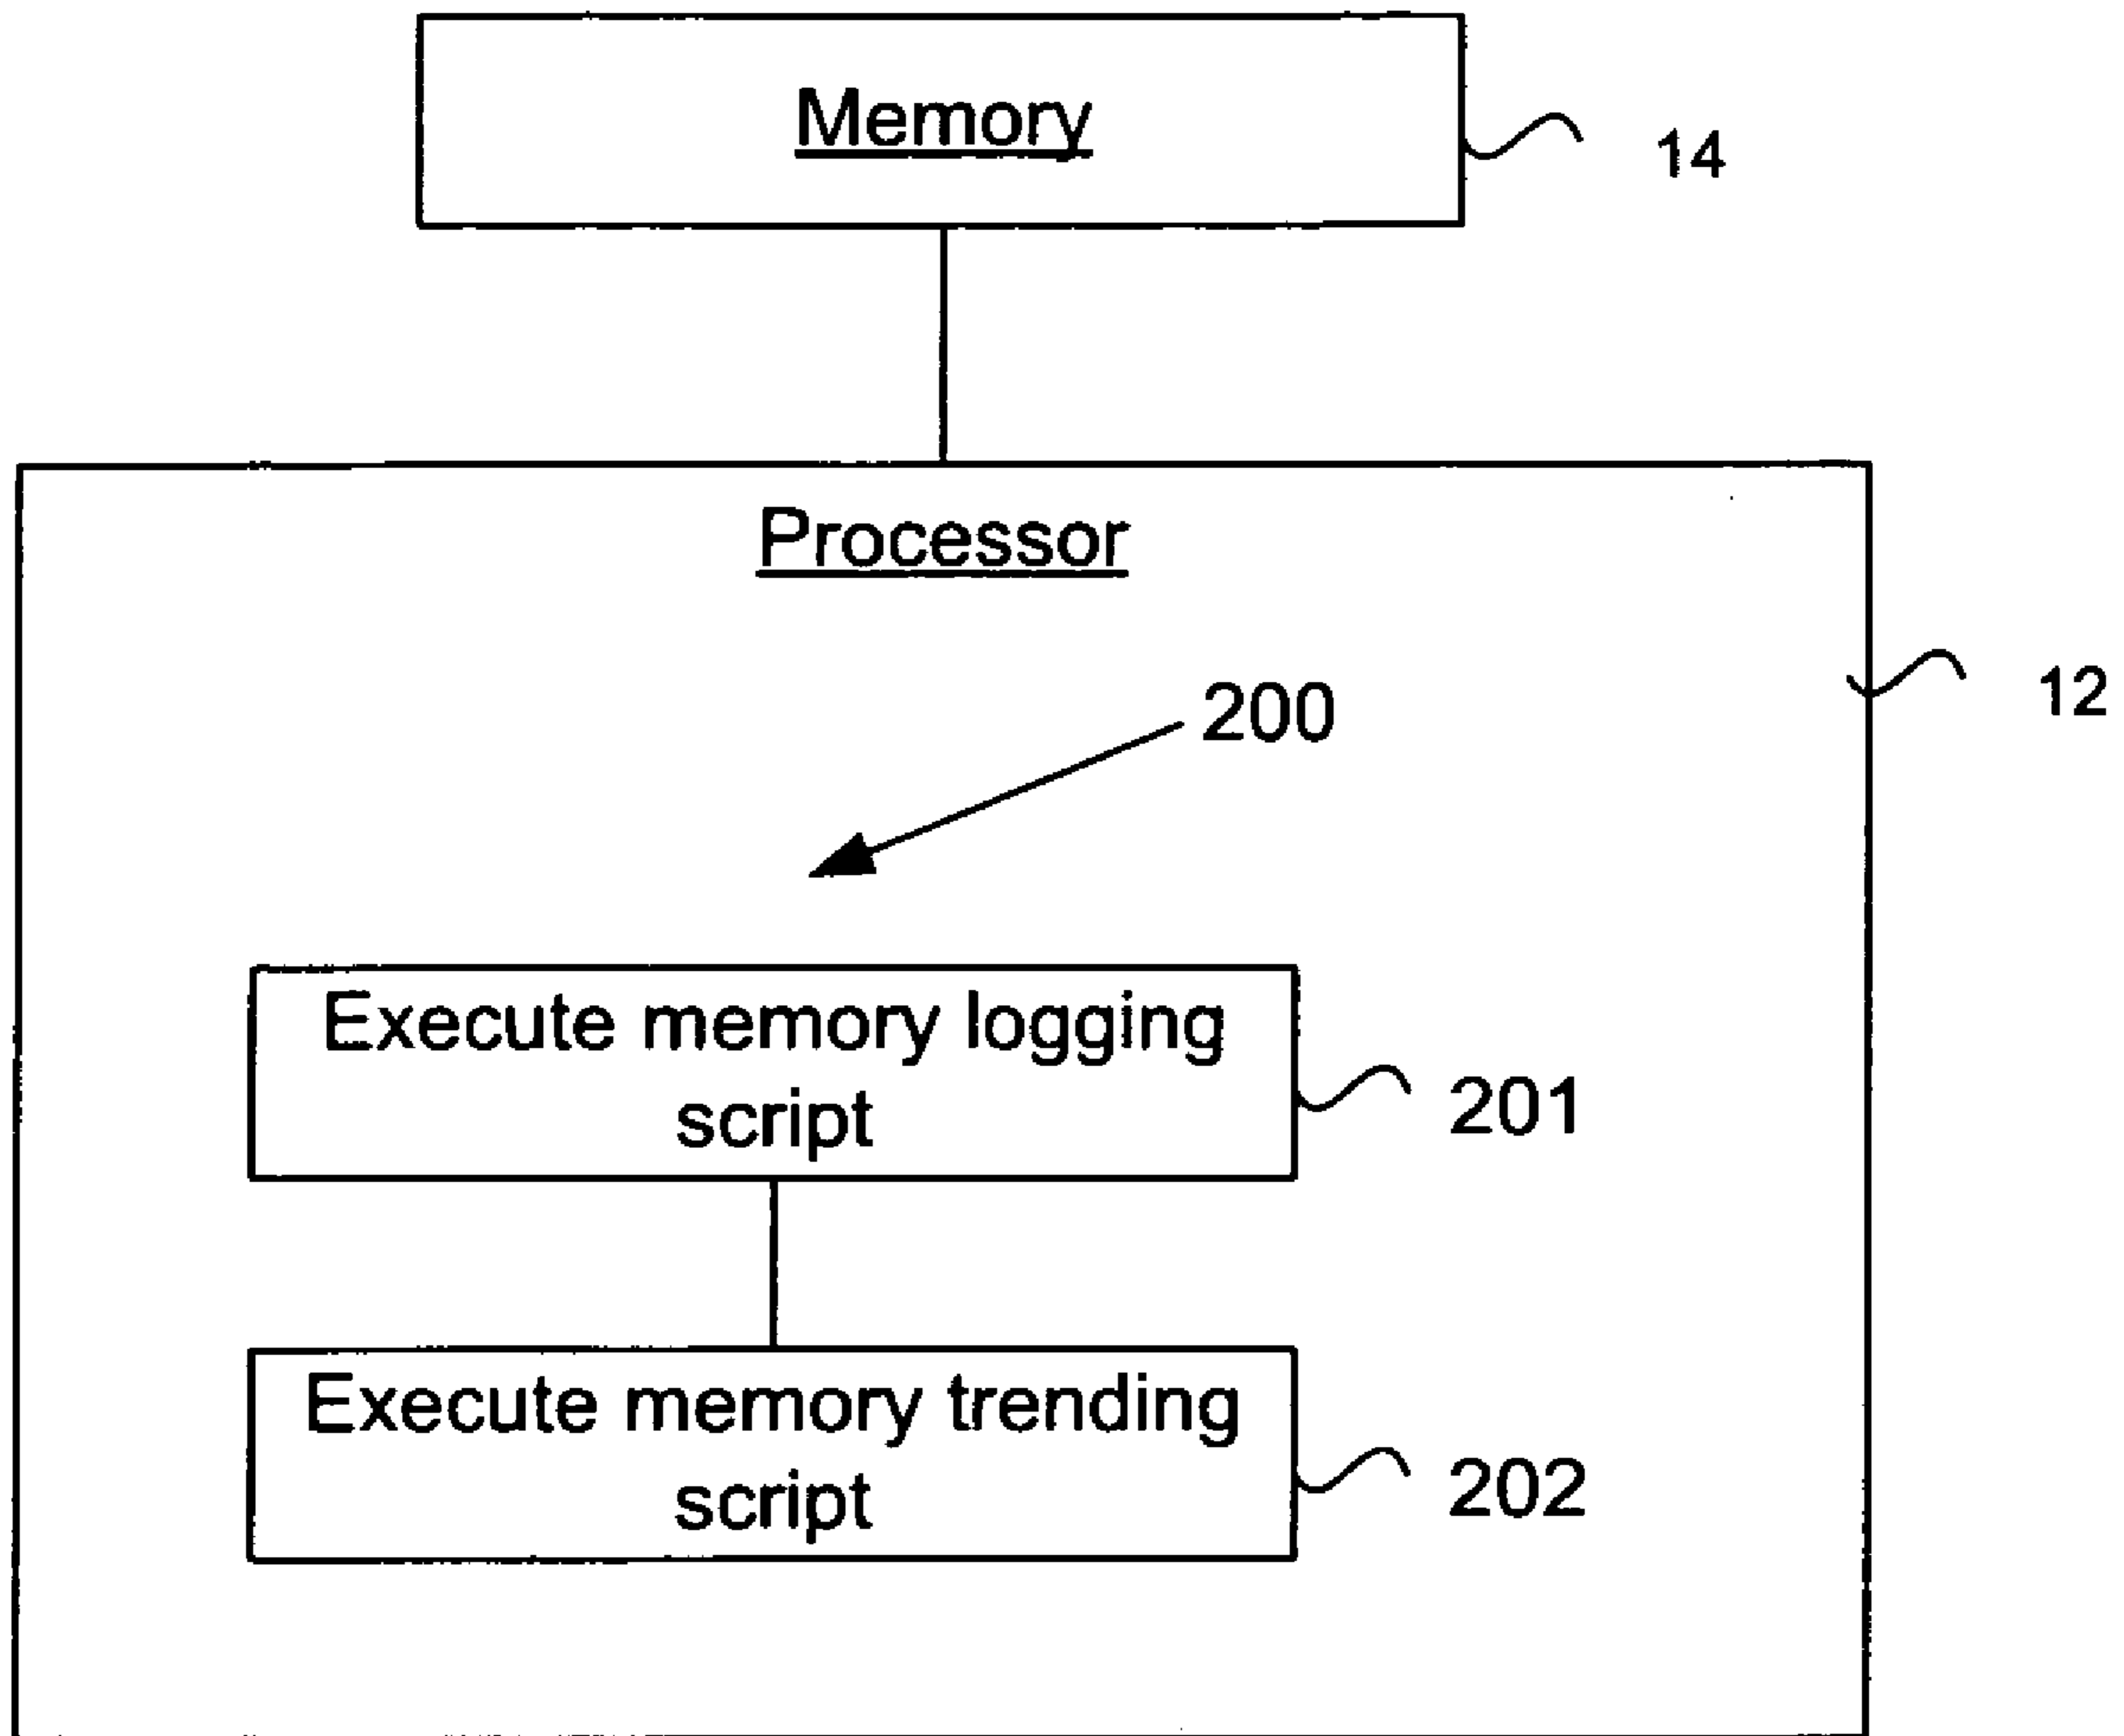 Memory
14
Processor
12
200
Execute memory logging
script
201
Execute memory trending
script
202